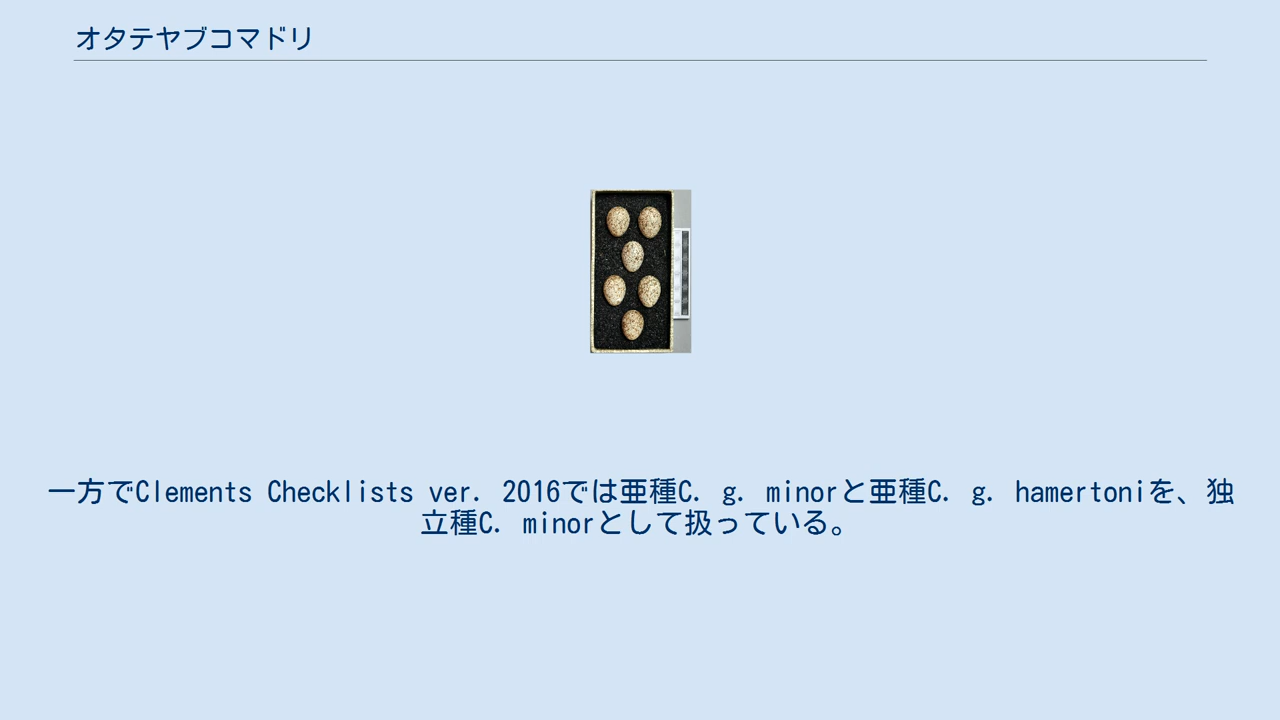 オタテヤブコマドリ
一方でClements Checklists ver. 2016では亜種C. g. minorと亜種C. g. hamertoniを、独
立種C. minorとして扱っている。